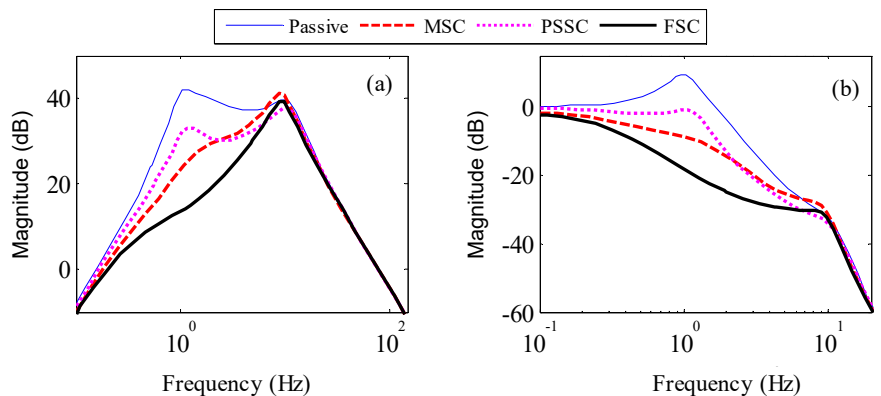 Passive MSC PSSC FSC
(a)
Magnitude (dB)
40
20
0
10^0
10^2
Frequency (Hz)
(b)
Magnitude (dB)
0
-20
-40
-60
10^-1
10^0
10^1
Frequency (Hz)